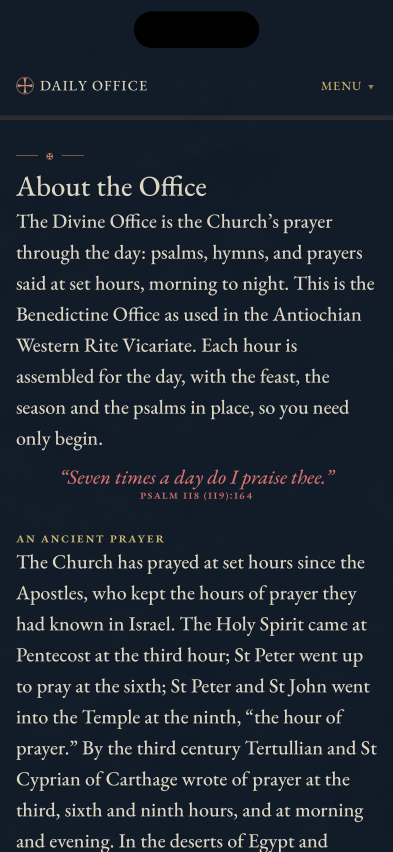 DAILY OFFICE
MENU ▼
About the Office
The Divine Office is the Church’s prayer
through the day: psalms, hymns, and prayers
said at set hours, morning to night. This is the
Benedictine Office as used in the Antiochian
Western Rite Vicariate. Each hour is
assembled for the day, with the feast, the
season and the psalms in place, so you need
only begin.
“Seven times a day do I praise thee.”
PSALM 118 (119):164
AN ANCIENT PRAYER
The Church has prayed at set hours since the
Apostles, who kept the hours of prayer they
had known in Israel. The Holy Spirit came at
Pentecost at the third hour; St Peter went up
to pray at the sixth; St Peter and St John went
into the Temple at the ninth, “the hour of
prayer.” By the third century Tertullian and St
Cyprian of Carthage wrote of prayer at the
third, sixth and ninth hours, and at morning
and evening. In the deserts of Egypt and